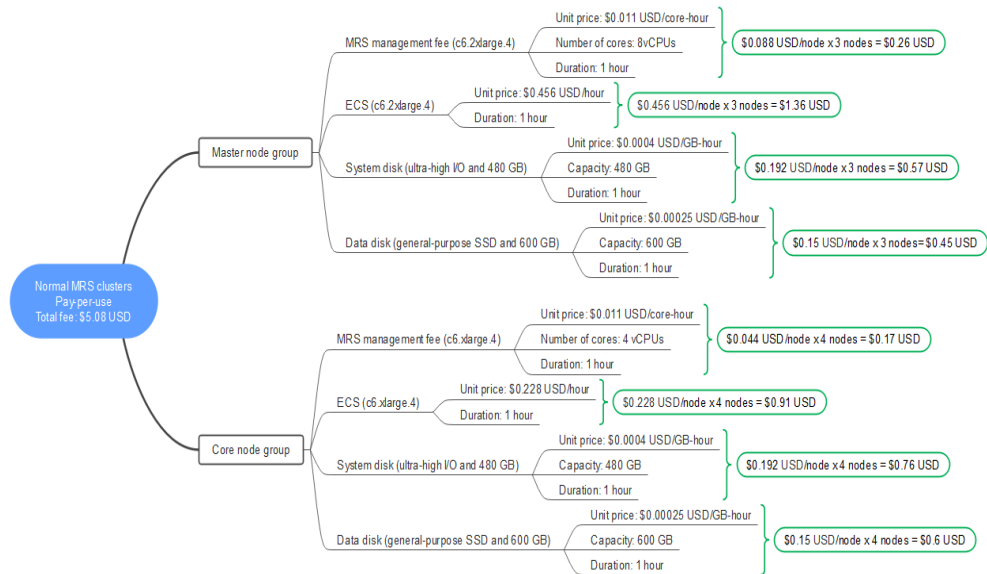 Normal MRS clusters
Pay-per-use
Total fee: $5.08 USD
Master node group
MRS management fee (c6.2xlarge.4)
Unit price: $0.011 USD/core-hour
Number of cores: 8vCPUs
Duration: 1 hour
$0.088 USD/node x 3 nodes = $0.26 USD
ECS (c6.2xlarge.4)
Unit price: $0.456 USD/hour
Duration: 1 hour
$0.456 USD/node x 3 nodes = $1.36 USD
System disk (ultra-high I/O and 480 GB)
Unit price: $0.0004 USD/GB-hour
Capacity: 480 GB
Duration: 1 hour
$0.192 USD/node x 3 nodes = $0.57 USD
Data disk (general-purpose SSD and 600 GB)
Unit price: $0.00025 USD/GB-hour
Capacity: 600 GB
Duration: 1 hour
$0.15 USD/node x 3 nodes= $0.45 USD
Core node group
MRS management fee (c6.xlarge.4)
Unit price: $0.011 USD/core-hour
Number of cores: 4 vCPUs
Duration: 1 hour
$0.044 USD/node x 4 nodes = $0.17 USD
ECS (c6.xlarge.4)
Unit price: $0.228 USD/hour
Duration: 1 hour
$0.228 USD/node x 4 nodes = $0.91 USD
System disk (ultra-high I/O and 480 GB)
Unit price: $0.0004 USD/GB-hour
Capacity: 480 GB
Duration: 1 hour
$0.192 USD/node x 4 nodes = $0.76 USD
Data disk (general-purpose SSD and 600 GB)
Unit price: $0.00025 USD/GB-hour
Capacity: 600 GB
Duration: 1 hour
$0.15 USD/node x 4 nodes = $0.6 USD